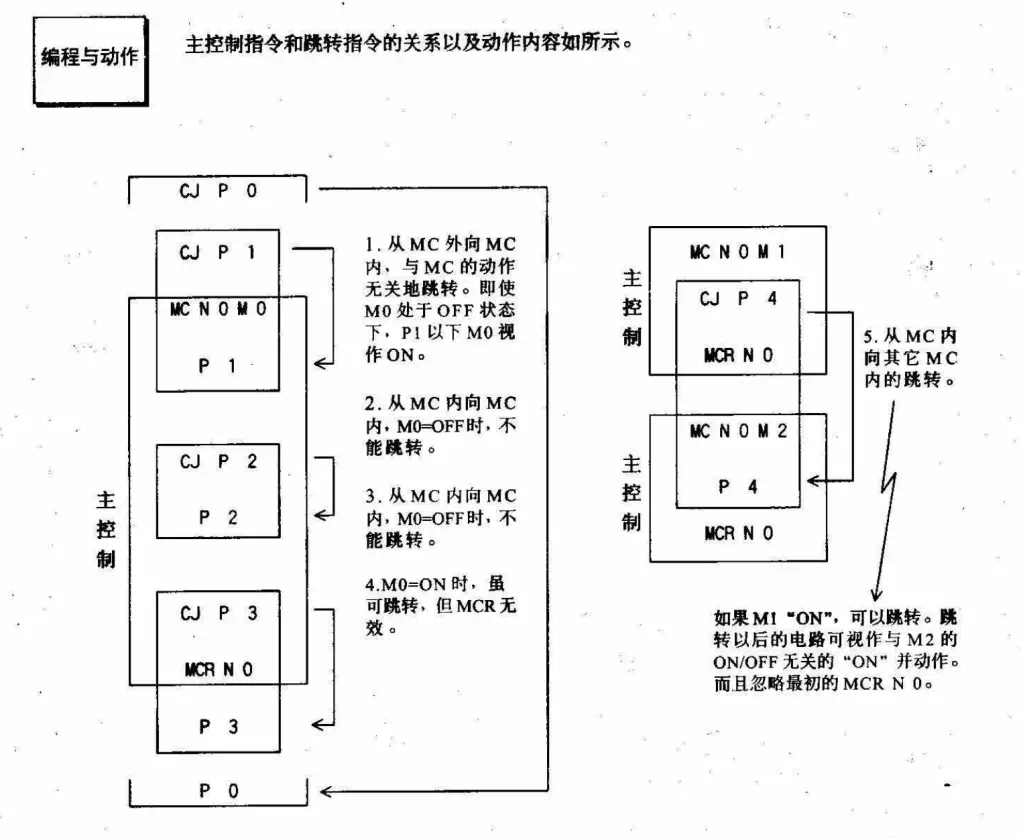 编程与动作
主控制指令和跳转指令的关系以及动作内容如所示。
CJ P 0
CJ P 1
MC N 0 M 0
P 1
CJ P 2
P 2
CJ P 3
MCR N 0
P 3
P 0
主控制
1.从MC外向MC
内,与MC的动作
无关地跳转。即使
M0处于OFF状态
下,P1以下M0视
作ON。
2.从MC内向MC
内,M0=OFF时,不
能跳转。
3.从MC内向MC
内,M0=OFF时,不
能跳转。
4.M0=ON时,虽
可跳转,但MCR无
效。
主控制
MC N 0 M 1
CJ P 4
MCR N 0
主控制
MC N 0 M 2
P 4
MCR N 0
5.从MC内
向其它MC
内的跳转。
如果M1“ON”,可以跳转。跳
转以后的电路可视作与M2的
ON/OFF无关的“ON”并动作。
而且忽略最初的MCR N 0。